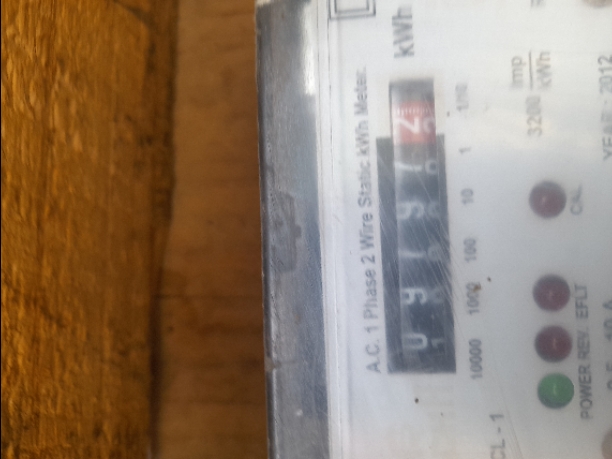 A.C. 1 Phase 2 Wire Static kWh Meter.
097972 kWh
10000 1000 100 10 1 1/10
CL - 1
3200 imp
kWh
POWER REV. EFLT CAL
2012